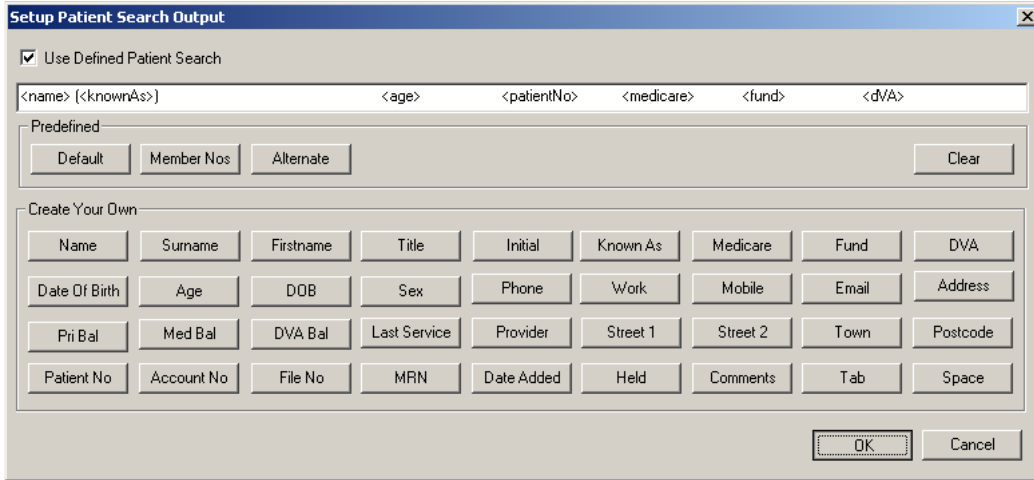 Setup Patient Search Output
Use Defined Patient Search
<name> (<knownAs>) <age> <patientNo> <medicare> <fund> <dVA>
Predefined
Default Member Nos Alternate Clear
Create Your Own
Name Surname Firstname Title Initial Known As Medicare Fund DVA
Date Of Birth Age DOB Sex Phone Work Mobile Email Address
Pri Bal Med Bal DVA Bal Last Service Provider Street 1 Street 2 Town Postcode
Patient No Account No File No MRN Date Added Held Comments Tab Space
OK Cancel